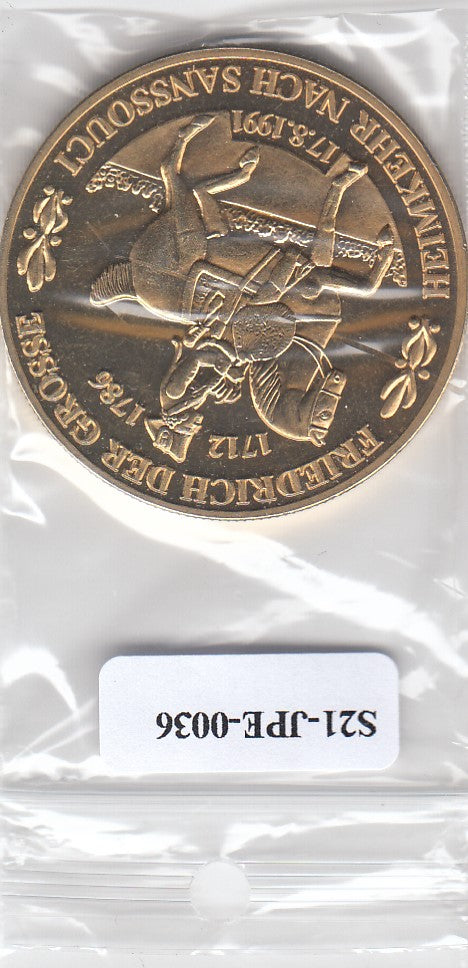 FRIEDRICH DER GROSSE
1712
1786
17.8.1991
HEIMKEHR NACH SANSSOUCI
S21-JPE-0036